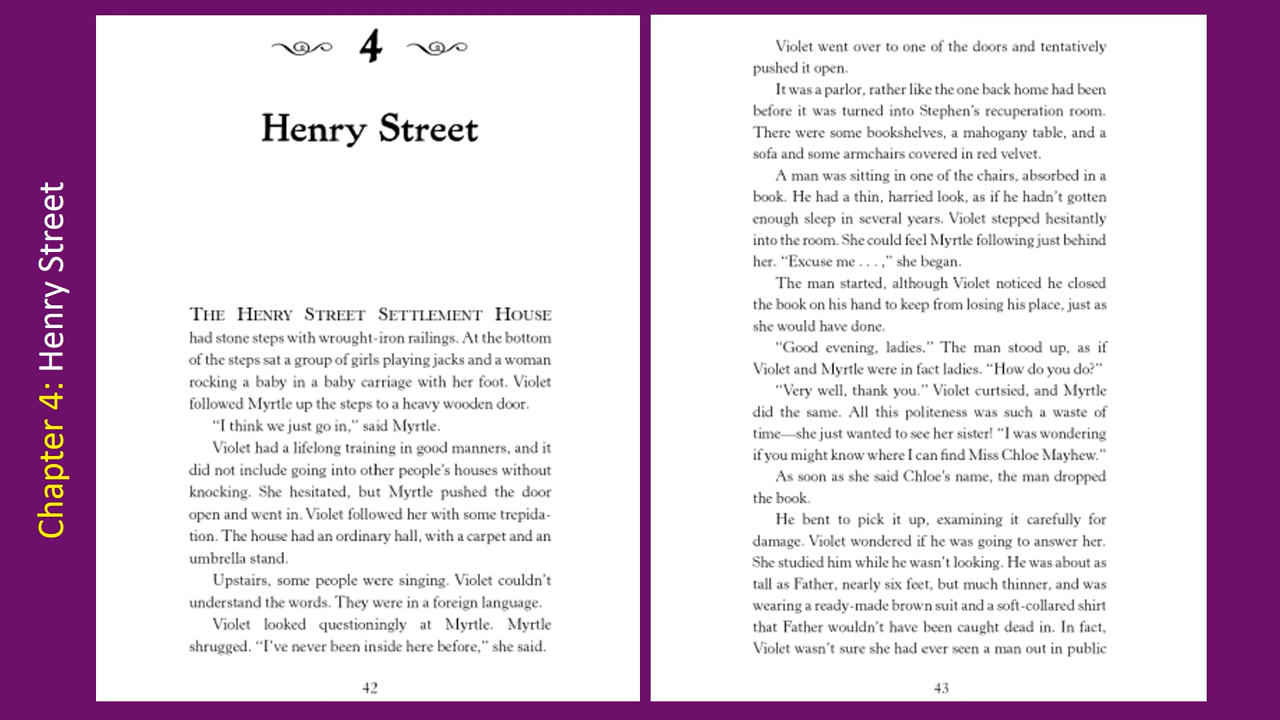 Chapter 4: Henry Street
4
Henry Street
THE HENRY STREET SETTLEMENT HOUSE
had stone steps with wrought-iron railings. At the bottom
of the steps sat a group of girls playing jacks and a woman
rocking a baby in a baby carriage with her foot. Violet
followed Myrtle up the steps to a heavy wooden door.
“I think we just go in,” said Myrtle.
Violet had a lifelong training in good manners, and it
did not include going into other people’s houses without
knocking. She hesitated, but Myrtle pushed the door
open and went in. Violet followed her with some trepida-
tion. The house had an ordinary hall, with a carpet and an
umbrella stand.
Upstairs, some people were singing. Violet couldn’t
understand the words. They were in a foreign language.
Violet looked questioningly at Myrtle. Myrtle
shrugged. “I’ve never been inside here before,” she said.
42
Violet went over to one of the doors and tentatively
pushed it open.
It was a parlor, rather like the one back home had been
before it was turned into Stephen’s recuperation room.
There were some bookshelves, a mahogany table, and a
sofa and some armchairs covered in red velvet.
A man was sitting in one of the chairs, absorbed in a
book. He had a thin, harried look, as if he hadn’t gotten
enough sleep in several years. Violet stepped hesitantly
into the room. She could feel Myrtle following just behind
her. “Excuse me . . . ,” she began.
The man started, although Violet noticed he closed
the book on his hand to keep from losing his place, just as
she would have done.
“Good evening, ladies.” The man stood up, as if
Violet and Myrtle were in fact ladies. “How do you do?”
“Very well, thank you.” Violet curtsied, and Myrtle
did the same. All this politeness was such a waste of
time—she just wanted to see her sister! “I was wondering
if you might know where I can find Miss Chloe Mayhew.”
As soon as she said Chloe’s name, the man dropped
the book.
He bent to pick it up, examining it carefully for
damage. Violet wondered if he was going to answer her.
She studied him while he wasn’t looking. He was about as
tall as Father, nearly six feet, but much thinner, and was
wearing a ready-made brown suit and a soft-collared shirt
that Father wouldn’t have been caught dead in. In fact,
Violet wasn’t sure she had ever seen a man out in public
43